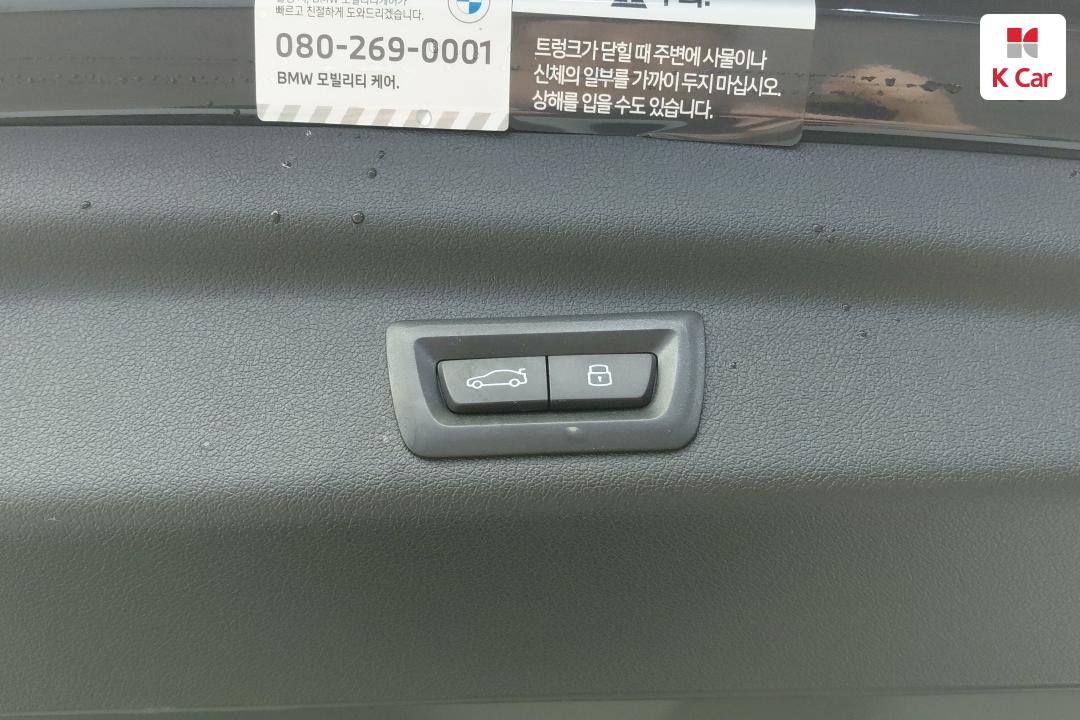 빠르고 친절하게 도와드리겠습니다.
080-269-0001
BMW 모빌리티 케어.
트렁크가 닫힐 때 주변에 사물이나
신체의 일부를 가까이 두지 마십시오.
상해를 입을 수도 있습니다.
K Car